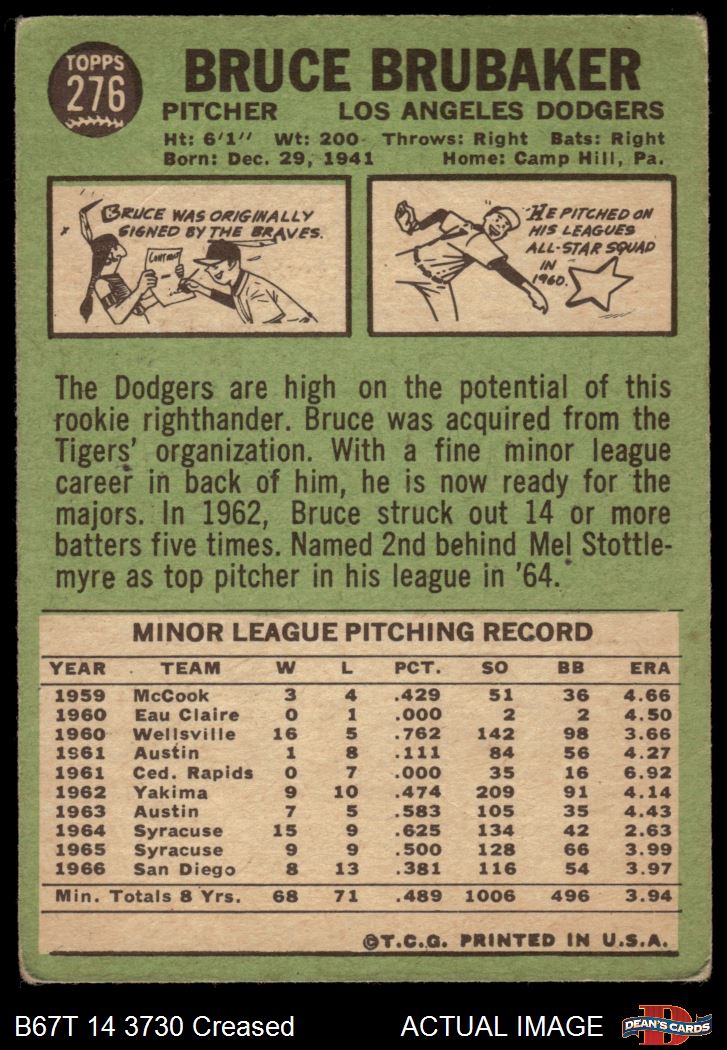 TOPPS
276
BRUCE BRUBAKER
PITCHER LOS ANGELES DODGERS
Ht: 6'1" Wt: 200 Throws: Right Bats: Right
Born: Dec. 29, 1941 Home: Camp Hill, Pa.
BRUCE WAS ORIGINALLY
SIGNED BY THE BRAVES.
Contract
HE PITCHED ON
HIS LEAGUES
ALL-STAR SQUAD
IN
1960.
The Dodgers are high on the potential of this
rookie righthander. Bruce was acquired from the
Tigers' organization. With a fine minor league
career in back of him, he is now ready for the
majors. In 1962, Bruce struck out 14 or more
batters five times. Named 2nd behind Mel Stottle-
myre as top pitcher in his league in '64.
MINOR LEAGUE PITCHING RECORD
YEAR TEAM W L PCT. SO BB ERA
1959 McCook 3 4 .429 51 36 4.66
1960 Eau Claire 0 1 .000 2 2 4.50
1960 Wellsville 16 5 .762 142 98 3.66
1961 Austin 1 8 .111 84 56 4.27
1961 Ced. Rapids 0 7 .000 35 16 6.92
1962 Yakima 9 10 .474 209 91 4.14
1963 Austin 7 5 .583 105 35 4.43
1964 Syracuse 15 9 .625 134 42 2.63
1965 Syracuse 9 9 .500 128 66 3.99
1966 San Diego 8 13 .381 116 54 3.97
Min. Totals 8 Yrs. 68 71 .489 1006 496 3.94
©T.C.G. PRINTED IN U.S.A.
B67T 14 3730 Creased ACTUAL IMAGE
D
DEAN'S CARDS